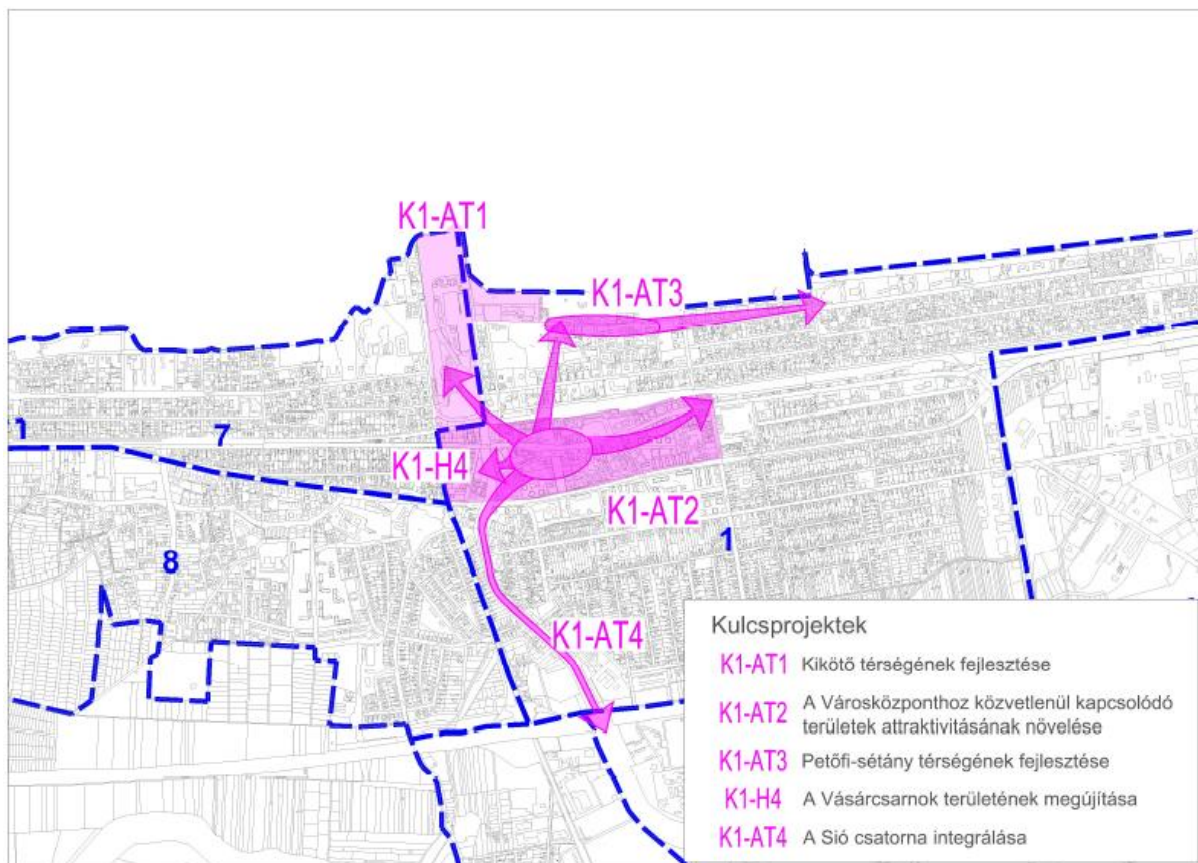 K1-AT1
K1-AT3
7
K1-H4
K1-AT2
1
8
K1-AT4
Kulcsprojektek
K1-AT1 Kikötő térségének fejlesztése
K1-AT2 A Városközponthoz közvetlenül kapcsolódó
területek attraktivitásának növelése
K1-AT3 Petőfi-sétány térségének fejlesztése
K1-H4 A Vásárcsarnok területének megújítása
K1-AT4 A Sió csatorna integrálása